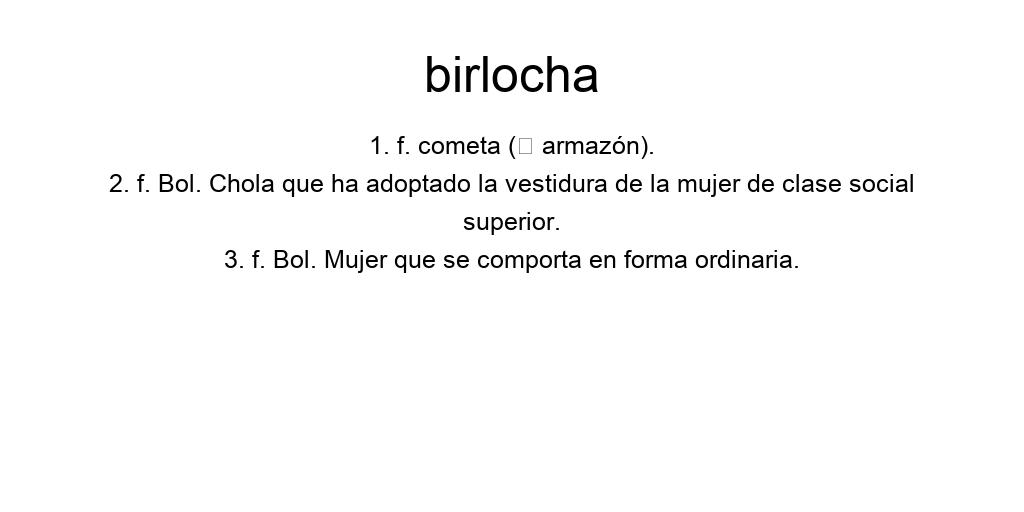 birlocha
1. f. cometa (□ armazón).
2. f. Bol. Chola que ha adoptado la vestidura de la mujer de clase social
superior.
3. f. Bol. Mujer que se comporta en forma ordinaria.